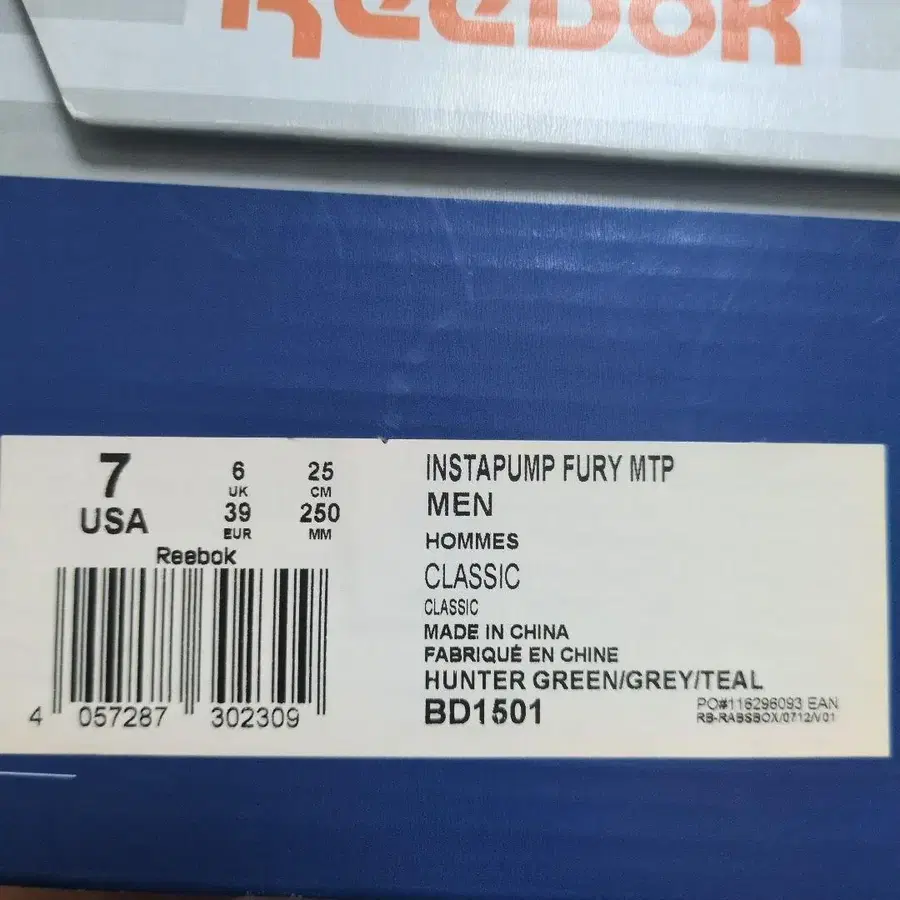 Reebok
7
USA
6
UK
39
EUR
25
CM
250
MM
Reebok
4 057287 302309
INSTAPUMP FURY MTP
MEN
HOMMES
CLASSIC
CLASSIC
MADE IN CHINA
FABRIQUÉ EN CHINE
HUNTER GREEN/GREY/TEAL
BD1501
PO#116296093 EAN
RB-RABSBOX/0712/V01